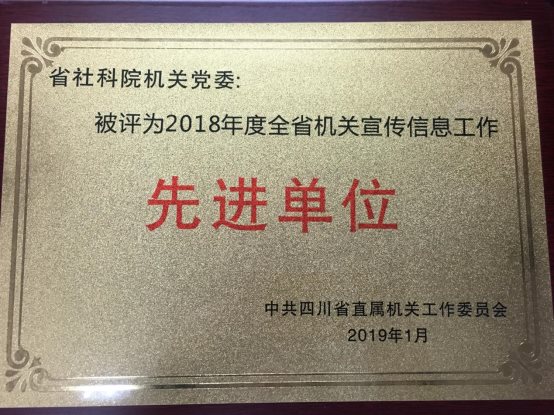 省社科院机关党委:
被评为2018年度全省机关宣传信息工作
先进单位
中共四川省直属机关工作委员会
2019年1月